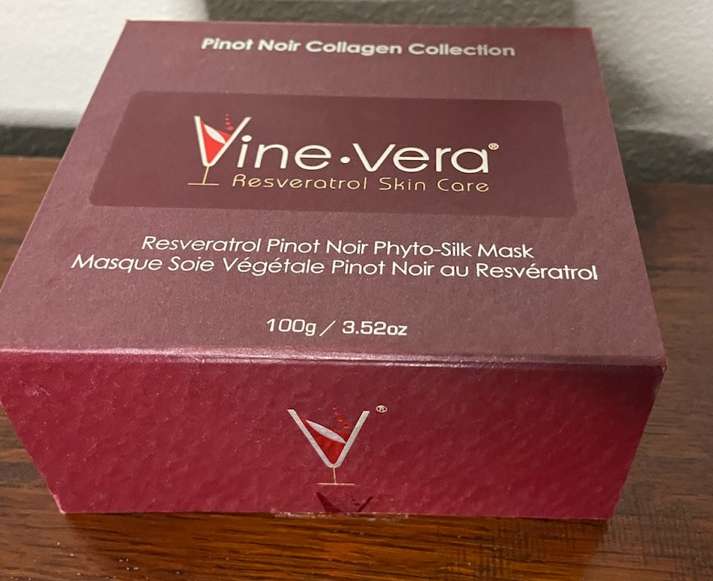 Pinot Noir Collagen Collection
Vine·vera®
Resveratrol Skin Care
Resveratrol Pinot Noir Phyto-Silk Mask
Masque Soie Végétale Pinot Noir au Resvératrol
100g / 3.52oz
V®